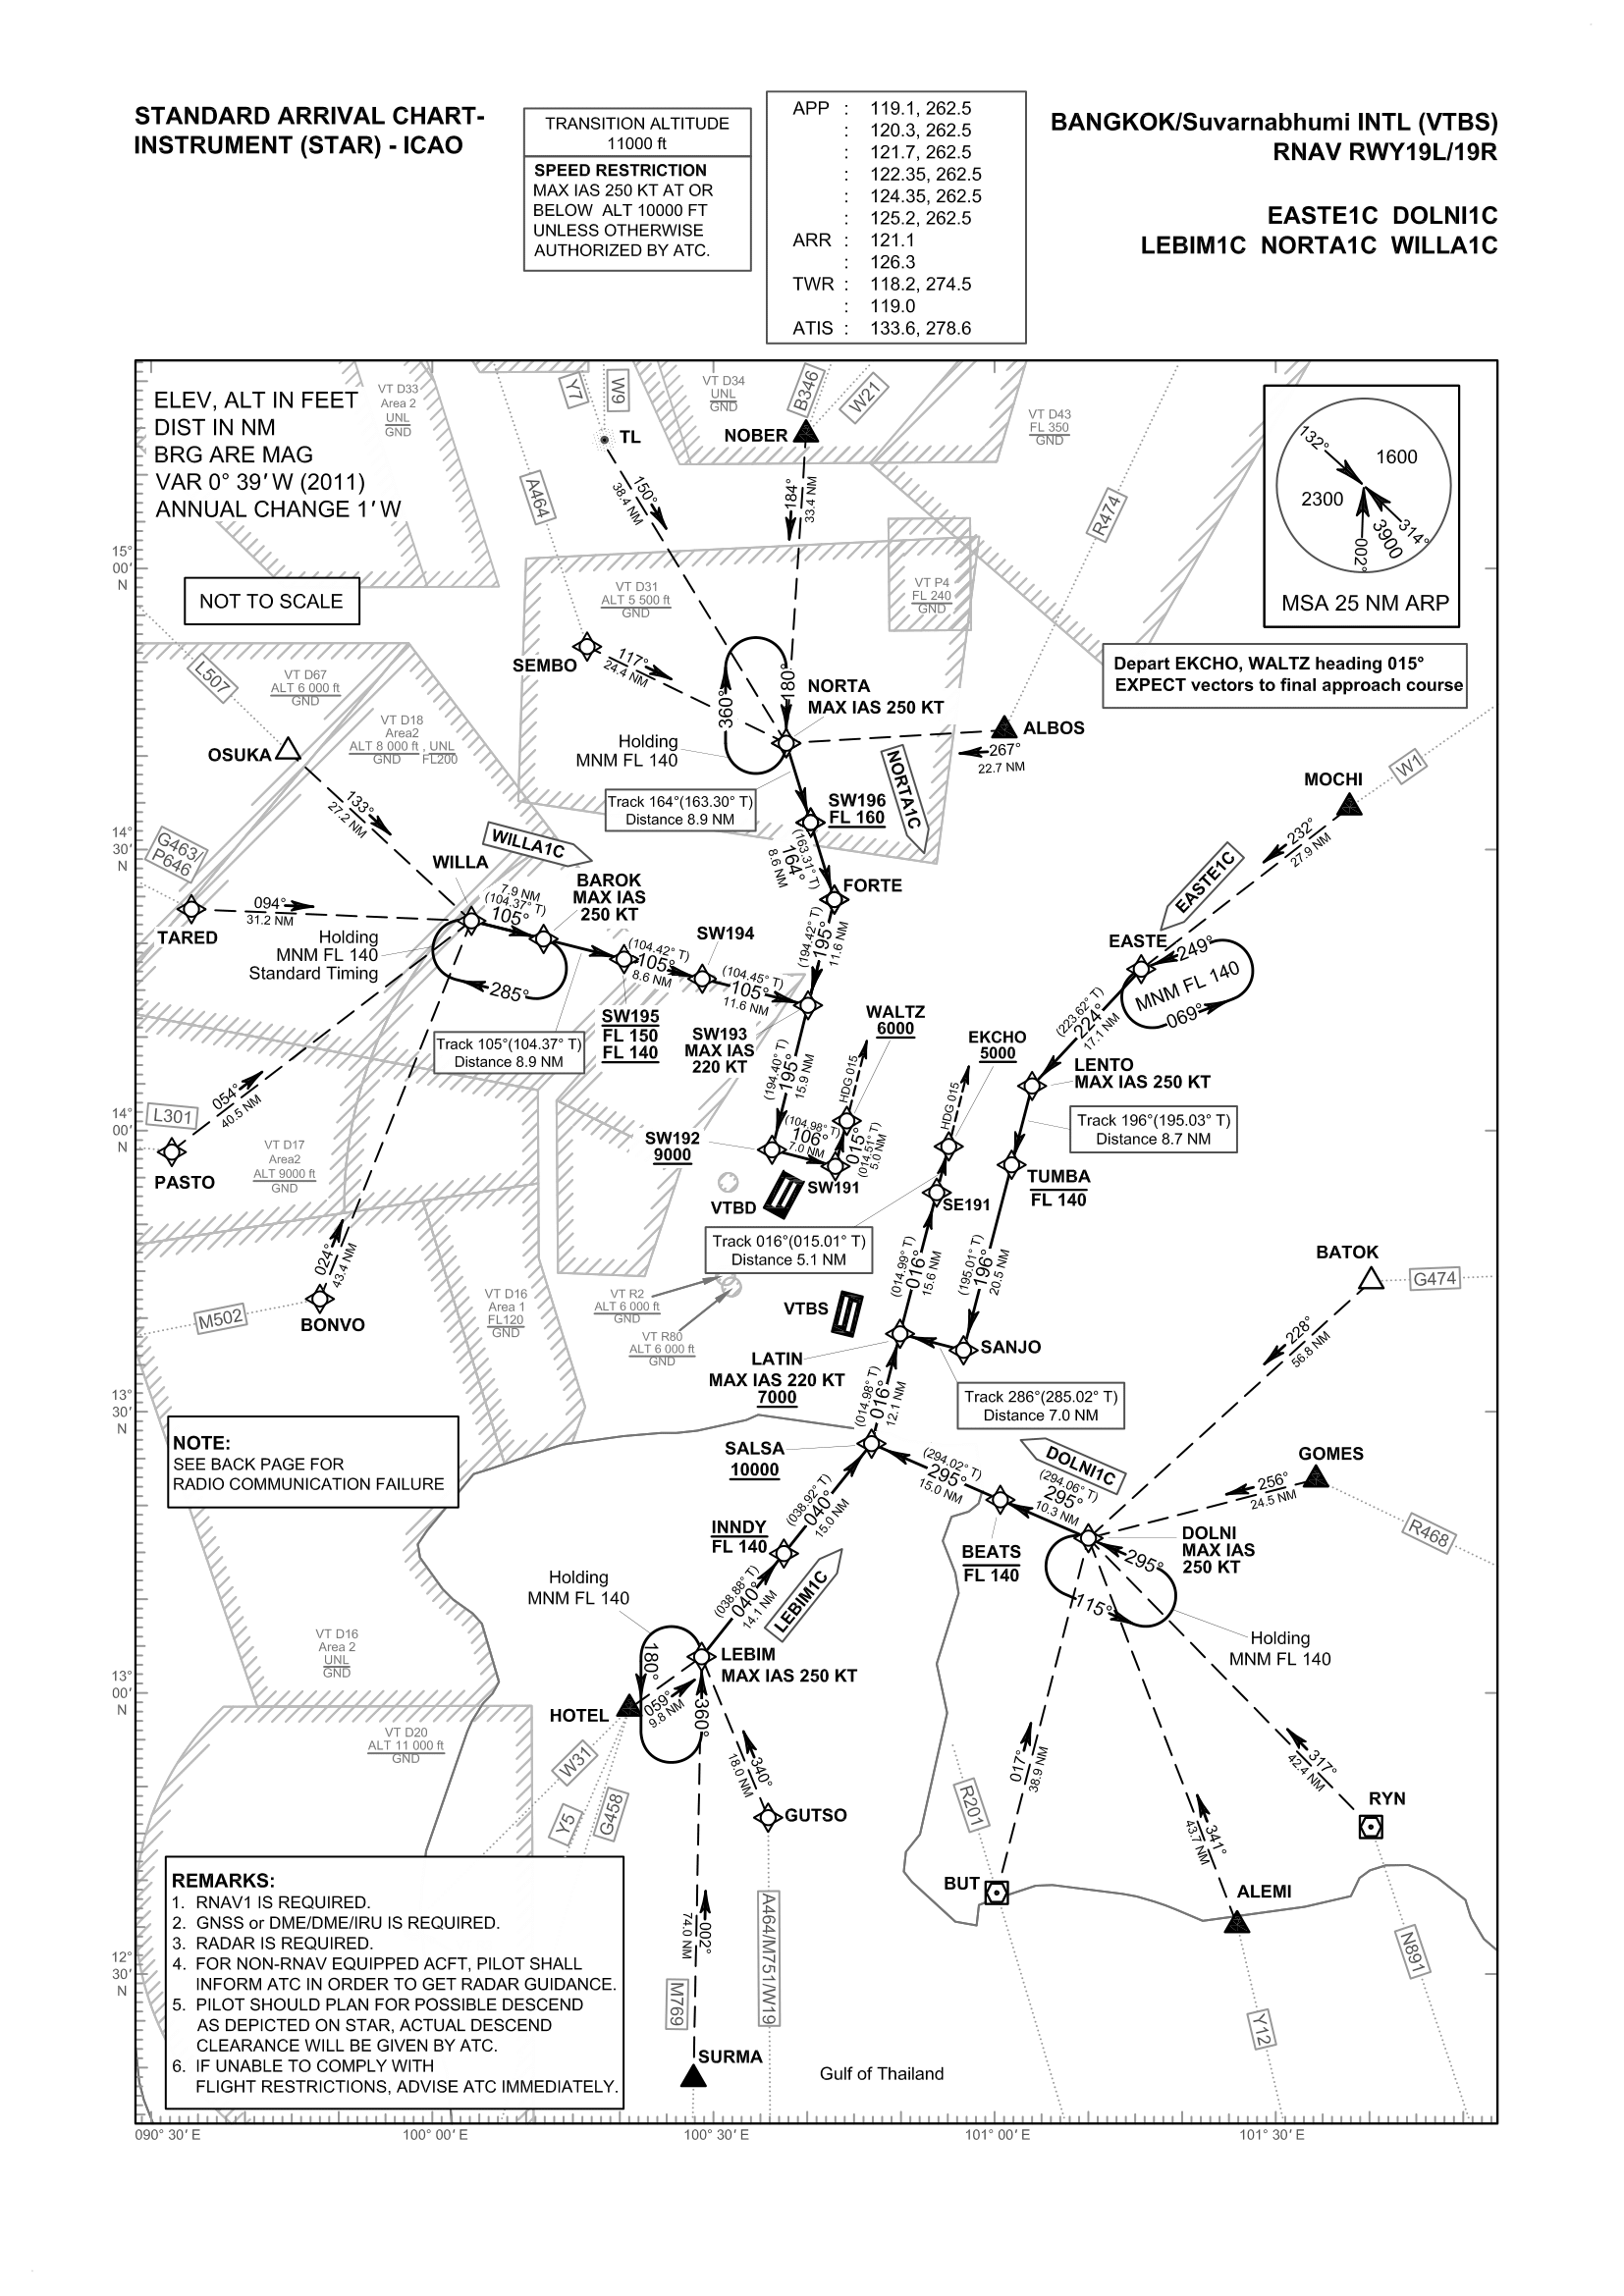 STANDARD ARRIVAL CHART-
INSTRUMENT (STAR) - ICAO
TRANSITION ALTITUDE
11000 ft
SPEED RESTRICTION
MAX IAS 250 KT AT OR
BELOW ALT 10000 FT
UNLESS OTHERWISE
AUTHORIZED BY ATC.
APP : 119.1, 262.5
: 120.3, 262.5
: 121.7, 262.5
: 122.35, 262.5
: 124.35, 262.5
: 125.2, 262.5
ARR : 121.1
: 126.3
TWR : 118.2, 274.5
: 119.0
ATIS : 133.6, 278.6
BANGKOK/Suvarnabhumi INTL (VTBS)
RNAV RWY19L/19R
EASTE1C DOLNI1C
LEBIM1C NORTA1C WILLA1C
ELEV, ALT IN FEET
DIST IN NM
BRG ARE MAG
VAR 0° 39′ W (2011)
ANNUAL CHANGE 1′ W
VT D33
Area 2
UNL
GND
Y7
W9
VT D34
UNL
GND
B346
W21
VT D43
FL 350
GND
TL
NOBER
A464
150°
38.4 NM
184°
33.4 NM
R474
132°
1600
2300
314°
3900
002°
MSA 25 NM ARP
15°
00′
N
NOT TO SCALE
VT D31
ALT 5 500 ft
GND
VT P4
FL 240
GND
SEMBO
117°
24.4 NM
360°
180°
NORTA
MAX IAS 250 KT
Depart EKCHO, WALTZ heading 015°
EXPECT vectors to final approach course
L507
VT D67
ALT 6 000 ft
GND
VT D18
Area2
ALT 8 000 ft , UNL
GND FL200
OSUKA
Holding
MNM FL 140
ALBOS
267°
22.7 NM
NORTA1C
W1
MOCHI
133°
27.2 NM
Track 164°(163.30° T)
Distance 8.9 NM
SW196
FL 160
232°
27.9 NM
14°
30′
N
G463/
P646
WILLA1C
WILLA
(163.31° T)
164°
8.6 NM
FORTE
EASTE1C
BAROK
MAX IAS
250 KT
7.9 NM
(104.37° T)
105°
094°
31.2 NM
TARED
Holding
MNM FL 140
Standard Timing
285°
SW194
(104.42° T)
105°
8.6 NM
(104.45° T)
105°
11.6 NM
(194.42° T)
195°
11.6 NM
EASTE
249°
MNM FL 140
069°
(223.62° T)
224°
17.1 NM
SW195
FL 150
FL 140
SW193
MAX IAS
220 KT
WALTZ
6000
EKCHO
5000
Track 105°(104.37° T)
Distance 8.9 NM
LENTO
MAX IAS 250 KT
(194.40° T)
195°
15.9 NM
HDG 015
HDG 015
Track 196°(195.03° T)
Distance 8.7 NM
054°
40.5 NM
L301
14°
00′
N
PASTO
VT D17
Area2
ALT 9000 ft
GND
SW192
9000
(104.98° T)
106°
7.0 NM
015°
(014.51° T)
5.0 NM
SW191
VTBD
SE191
TUMBA
FL 140
Track 016°(015.01° T)
Distance 5.1 NM
024°
43.4 NM
M502
BONVO
VT D16
Area 1
FL120
GND
VT R2
ALT 6 000 ft
GND
VT R80
ALT 6 000 ft
GND
VTBS
(014.99° T)
016°
15.6 NM
(195.01° T)
196°
20.5 NM
BATOK
G474
228°
56.8 NM
SANJO
LATIN
MAX IAS 220 KT
7000
Track 286°(285.02° T)
Distance 7.0 NM
13°
30′
N
(014.98° T)
016°
12.1 NM
NOTE:
SEE BACK PAGE FOR
RADIO COMMUNICATION FAILURE
SALSA
10000
DOLNI1C
(294.02° T)
295°
15.0 NM
(294.06° T)
295°
10.3 NM
GOMES
256°
24.5 NM
R468
INNDY
FL 140
(038.92° T)
040°
15.0 NM
BEATS
FL 140
DOLNI
MAX IAS
250 KT
295°
115°
Holding
MNM FL 140
Holding
MNM FL 140
(038.88° T)
040°
14.1 NM
LEBIM1C
VT D16
Area 2
UNL
GND
180°
LEBIM
MAX IAS 250 KT
13°
00′
N
HOTEL
059°
9.8 NM
360°
VT D20
ALT 11 000 ft
GND
W31
Y5
G458
340°
18.0 NM
GUTSO
R201
017°
38.9 NM
317°
42.4 NM
RYN
341°
43.7 NM
BUT
ALEMI
N891
Y12
REMARKS:
1. RNAV1 IS REQUIRED.
2. GNSS or DME/DME/IRU IS REQUIRED.
3. RADAR IS REQUIRED.
4. FOR NON-RNAV EQUIPPED ACFT, PILOT SHALL
INFORM ATC IN ORDER TO GET RADAR GUIDANCE.
5. PILOT SHOULD PLAN FOR POSSIBLE DESCEND
AS DEPICTED ON STAR, ACTUAL DESCEND
CLEARANCE WILL BE GIVEN BY ATC.
6. IF UNABLE TO COMPLY WITH
FLIGHT RESTRICTIONS, ADVISE ATC IMMEDIATELY.
002°
74.0 NM
M769
A464/M751/W19
12°
30′
N
SURMA
Gulf of Thailand
090° 30′ E
100° 00′ E
100° 30′ E
101° 00′ E
101° 30′ E